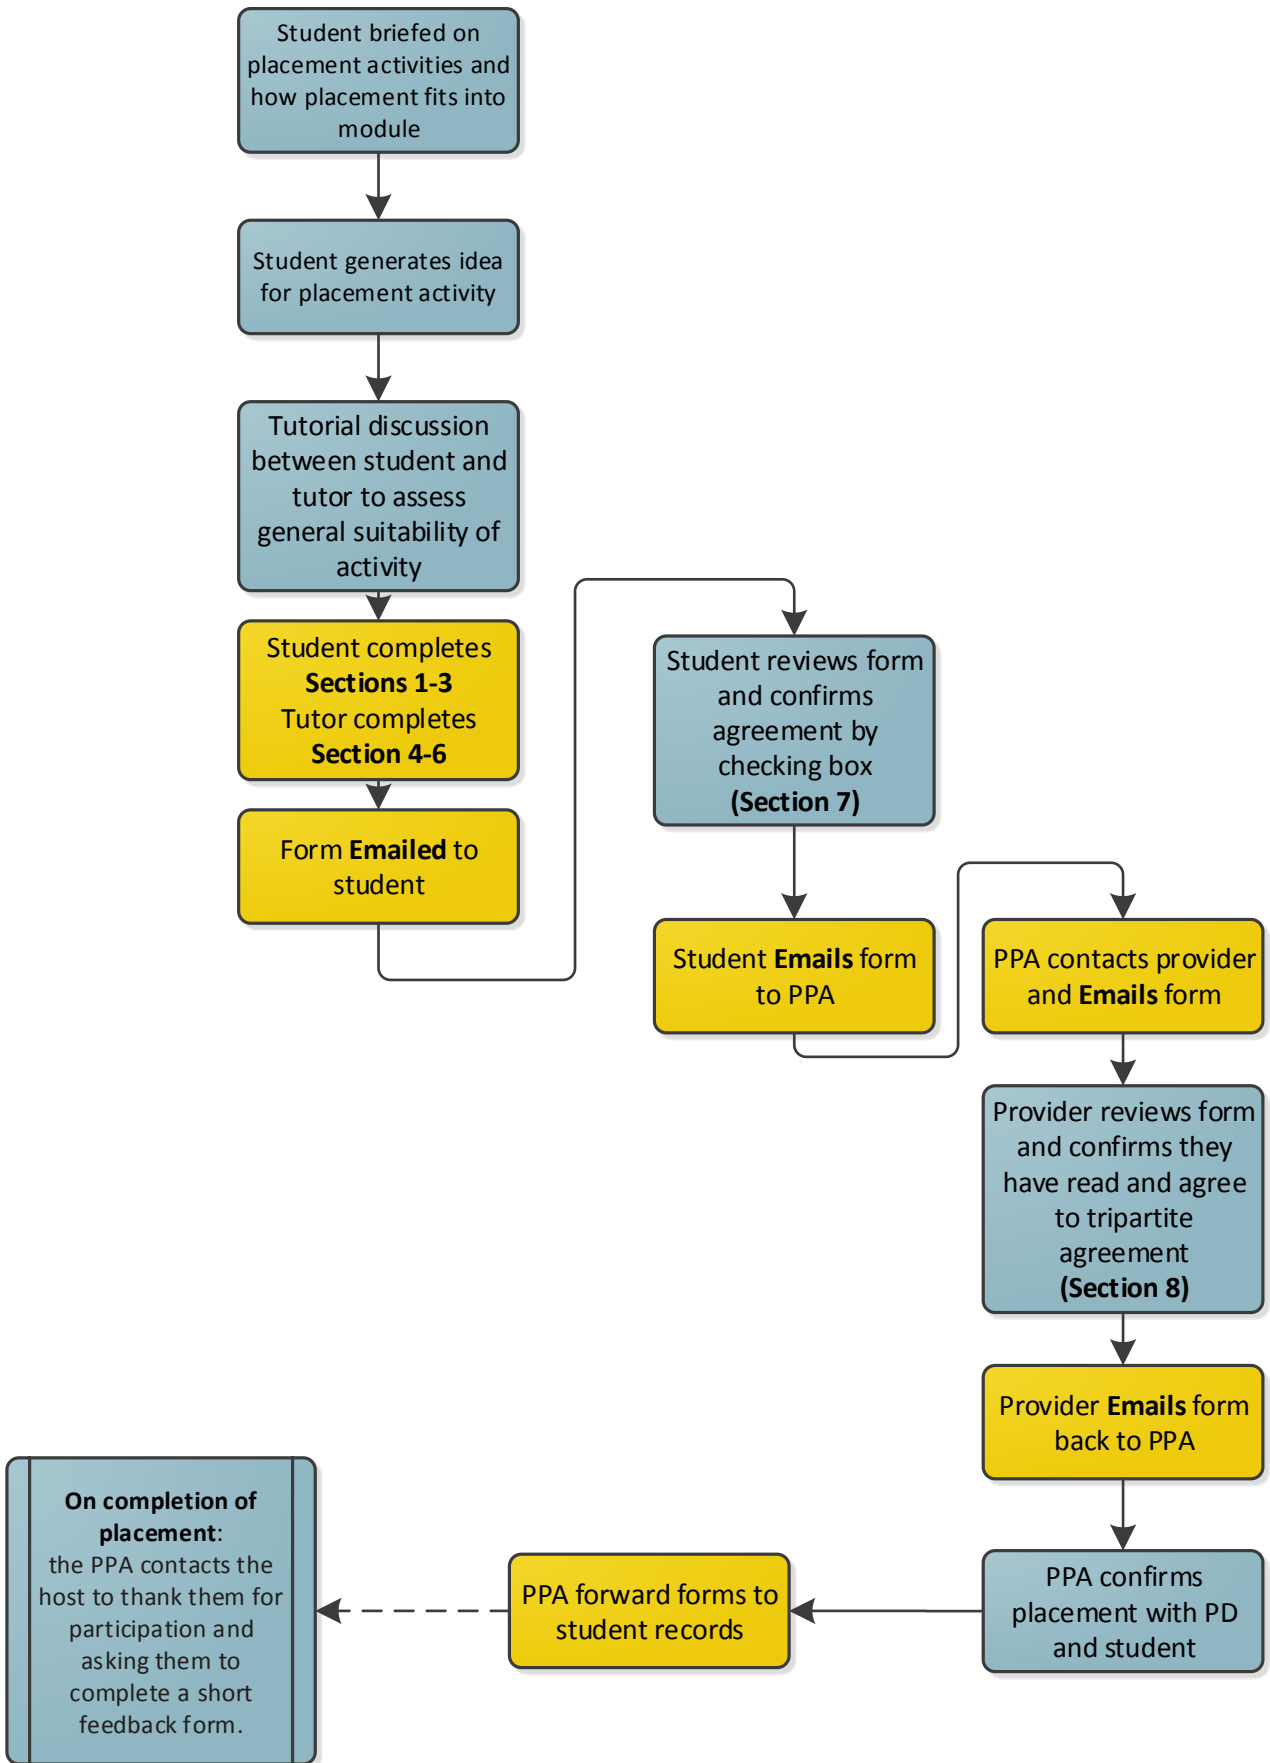 Student briefed on
placement activities and
how placement fits into
module
Student generates idea
for placement activity
Tutorial discussion
between student and
tutor to assess
general suitability of
activity
Student completes
Sections 1-3
Tutor completes
Section 4-6
Form Emailed to
student
Student reviews form
and confirms
agreement by
checking box
(Section 7)
Student Emails form
to PPA
PPA contacts provider
and Emails form
Provider reviews form
and confirms they
have read and agree
to tripartite
agreement
(Section 8)
Provider Emails form
back to PPA
PPA confirms
placement with PD
and student
PPA forward forms to
student records
On completion of
placement:
the PPA contacts the
host to thank them for
participation and
asking them to
complete a short
feedback form.